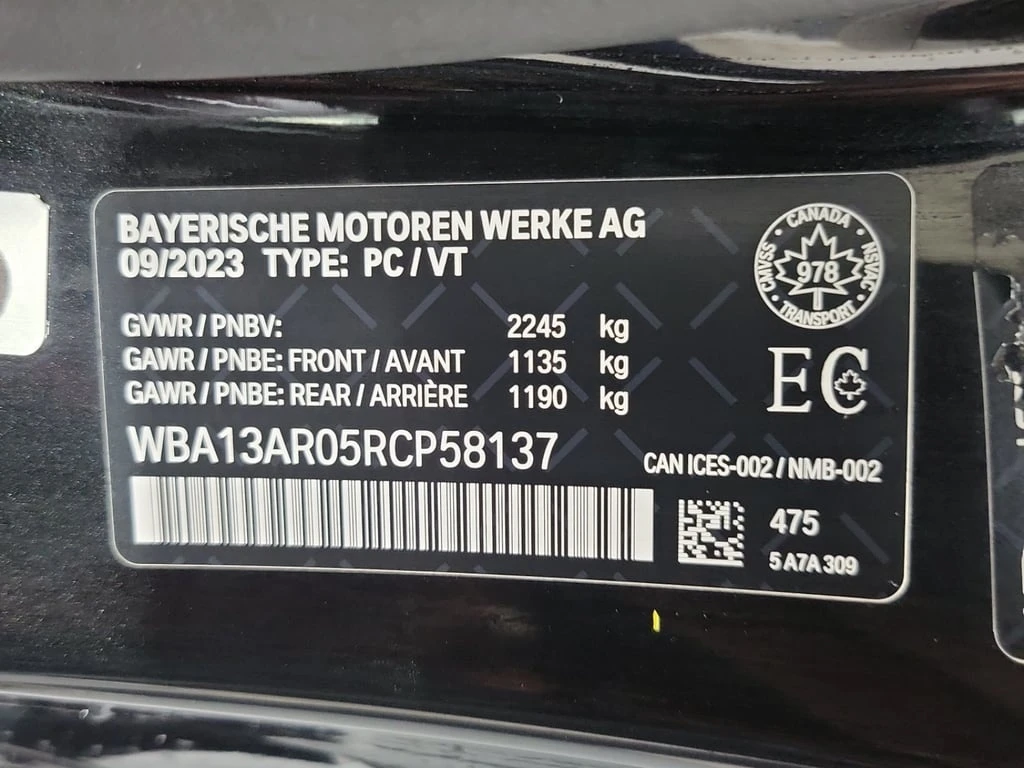 BAYERISCHE MOTOREN WERKE AG
09/2023 TYPE: PC / VT
GVWR / PNBV: 2245 kg
GAWR / PNBE: FRONT / AVANT 1135 kg
GAWR / PNBE: REAR / ARRIÈRE 1190 kg
WBA13AR05RCP58137
CANADA
CMVSS
978
NSVAC
TRANSPORT
EC
CAN ICES-002 / NMB-002
475
5 A7A 309